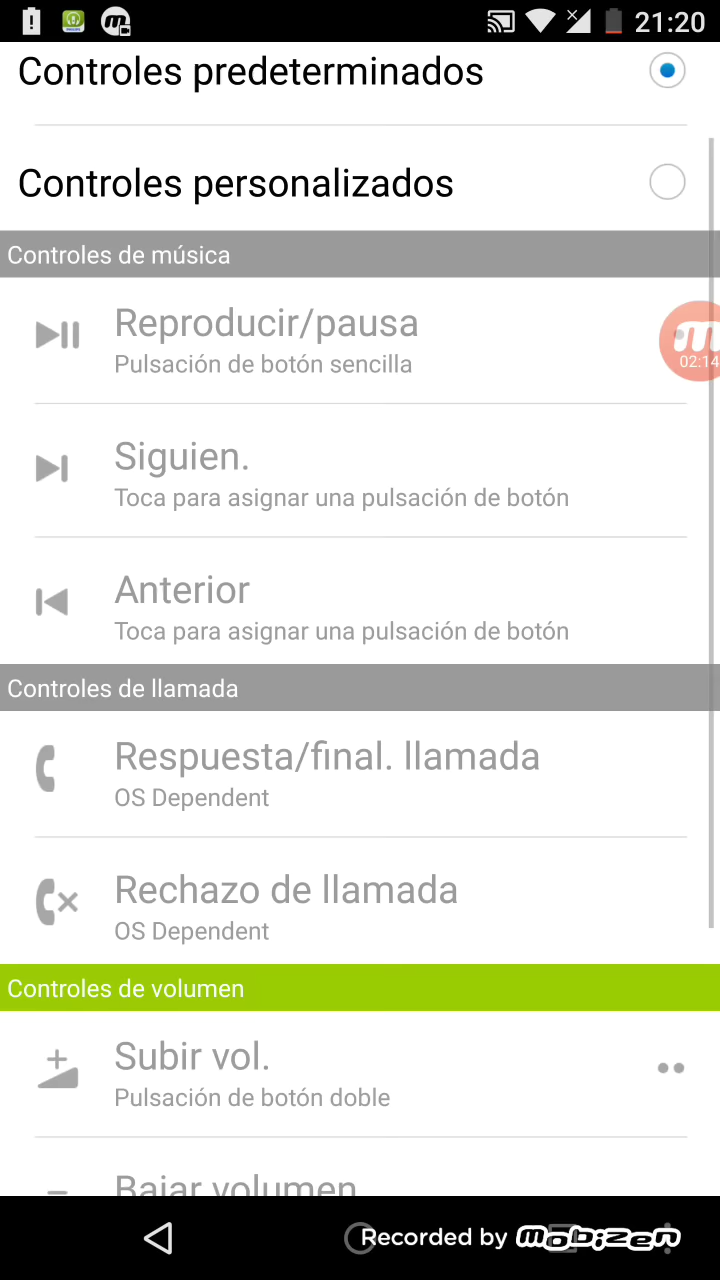 21:20
Controles predeterminados
Controles personalizados
Controles de música
Reproducir/pausa
Pulsación de botón sencilla
02:14
Siguien.
Toca para asignar una pulsación de botón
Anterior
Toca para asignar una pulsación de botón
Controles de llamada
Respuesta/final. llamada
OS Dependent
Rechazo de llamada
OS Dependent
Controles de volumen
Subir vol.
Pulsación de botón doble
Bajar volumen
Recorded by mobizen